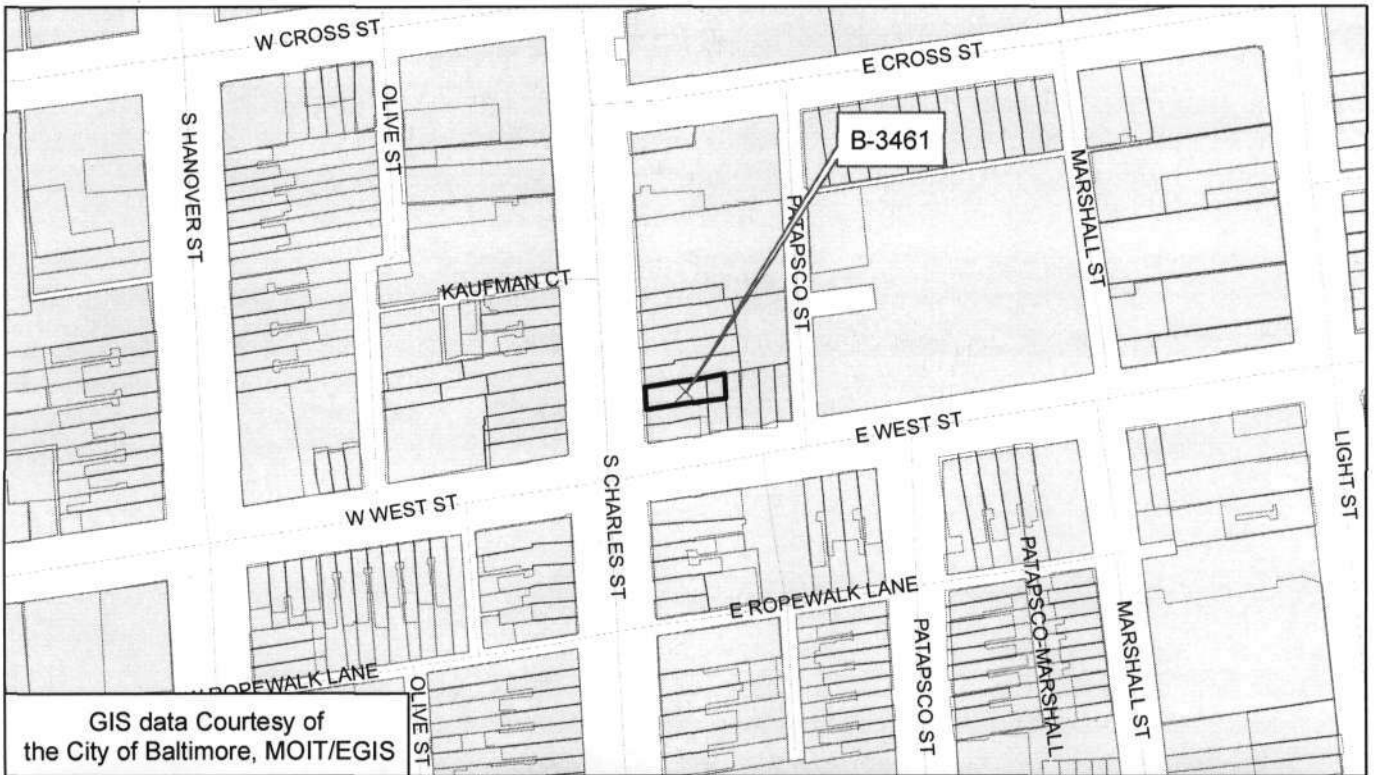 W CROSS ST
E CROSS ST
S HANOVER ST
OLIVE ST
B-3461
MARSHALL ST
PATAPSCO ST
KAUFMAN CT
E WEST ST
W WEST ST
S CHARLES ST
LIGHT ST
E ROPEWALK LANE
PATAPSCO-MARSHALL
PATAPSCO ST
MARSHALL ST
ROPEWALK LANE
OLIVE ST
GIS data Courtesy of
the City of Baltimore, MOIT/EGIS